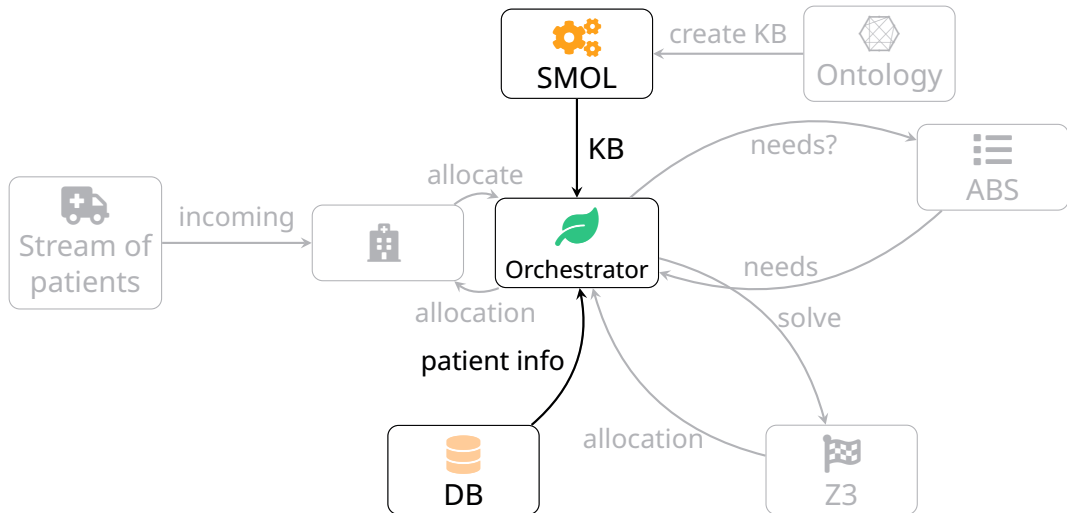 create KB
SMOL
Ontology
KB
needs?
ABS
allocate
incoming
Stream of
patients
Orchestrator
needs
allocation
solve
patient info
allocation
DB
Z3